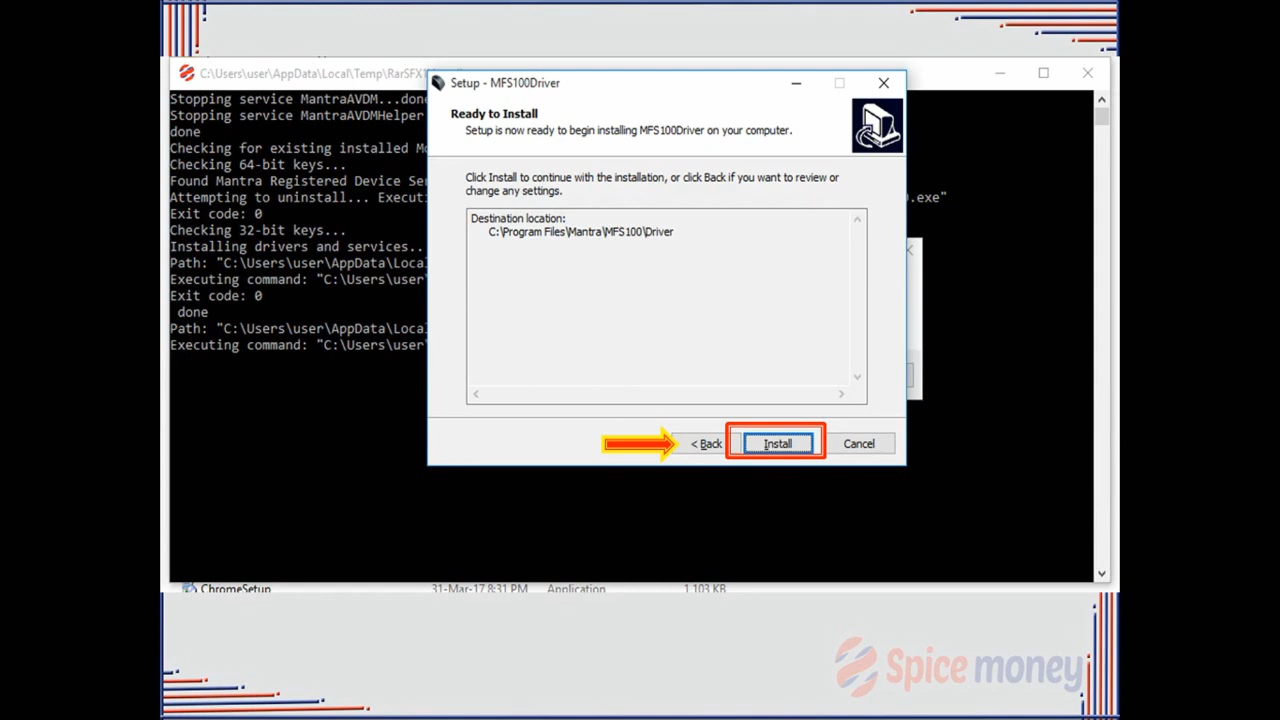 C:\Users\user\AppData\Local\Temp\RarSFX
Stopping service MantraAVDM...done
Stopping service MantraAVDMHelper
done
Checking for existing installed
Checking 64-bit keys...
Found Mantra Registered Device
Attempting to uninstall...
.exe"
Exit code: 0
Checking 32-bit keys...
Installing drivers and services..
Path: "C:\Users\user\AppData\
Executing command: "C:\Users\user
Exit code: 0
done
Path: "C:\Users\user\AppData\
Executing command: "C:\Users\user
Setup - MFS100Driver
Ready to Install
Setup is now ready to begin installing MFS100Driver on your computer.
Click Install to continue with the installation, or click Back if you want to review or
change any settings.
Destination location:
C:\Program Files\Mantra\MFS100\Driver
< Back
Install
Cancel
ChromeSetup 31-Mar-17 8:31 PM Application 1,103 KB
Spice money